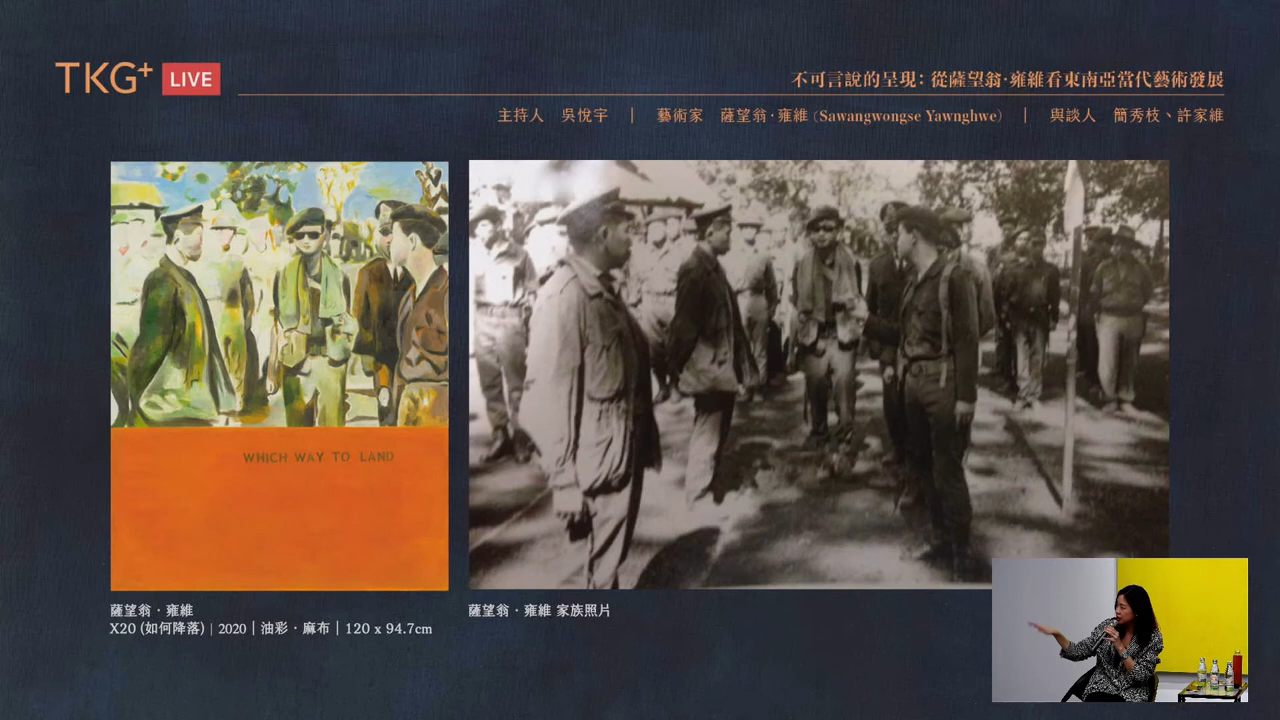 TKG+ LIVE
不可言說的呈現：從薩望翁·雍維看東南亞當代藝術發展
主持人 吳悅宇 ｜ 藝術家 薩望翁·雍維 (Sawangwongse Yawnghwe) ｜ 與談人 簡秀枝、許家維
WHICH WAY TO LAND
薩望翁·雍維
X20 (如何降落)｜2020｜油彩·麻布｜120 x 94.7cm
薩望翁·雍維 家族照片